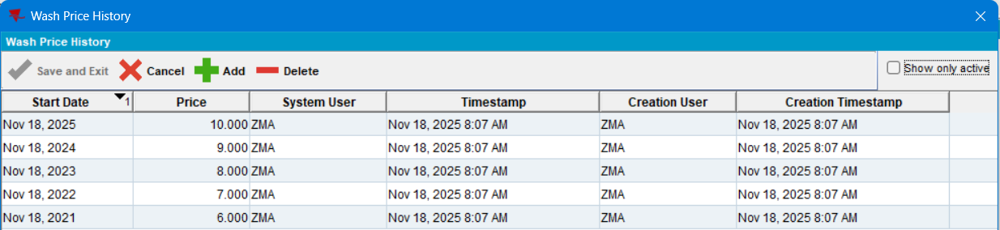 Wash Price History
Wash Price History
Save and Exit Cancel Add Delete Show only active
Start Date 1 Price System User Timestamp Creation User Creation Timestamp
Nov 18, 2025 10.000 ZMA Nov 18, 2025 8:07 AM ZMA Nov 18, 2025 8:07 AM
Nov 18, 2024 9.000 ZMA Nov 18, 2025 8:07 AM ZMA Nov 18, 2025 8:07 AM
Nov 18, 2023 8.000 ZMA Nov 18, 2025 8:07 AM ZMA Nov 18, 2025 8:07 AM
Nov 18, 2022 7.000 ZMA Nov 18, 2025 8:07 AM ZMA Nov 18, 2025 8:07 AM
Nov 18, 2021 6.000 ZMA Nov 18, 2025 8:07 AM ZMA Nov 18, 2025 8:07 AM